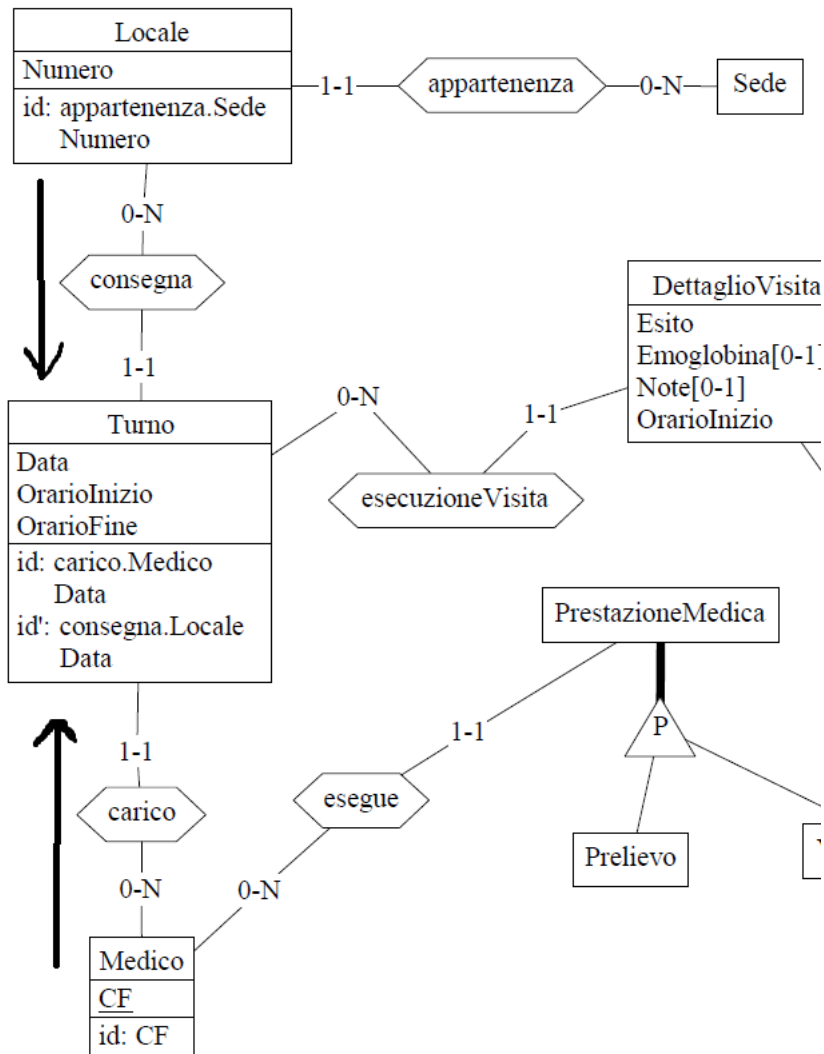 Locale
Numero
id: appartenenza.Sede
Numero
1-1
appartenenza
0-N
Sede
0-N
consegna
1-1
Turno
Data
OrarioInizio
OrarioFine
id: carico.Medico
Data
id': consegna.Locale
Data
0-N
esecuzioneVisita
1-1
DettaglioVisita
Esito
Emoglobina[0-1]
Note[0-1]
OrarioInizio
PrestazioneMedica
P
Prelievo
1-1
esegue
0-N
1-1
carico
0-N
Medico
CF
id: CF